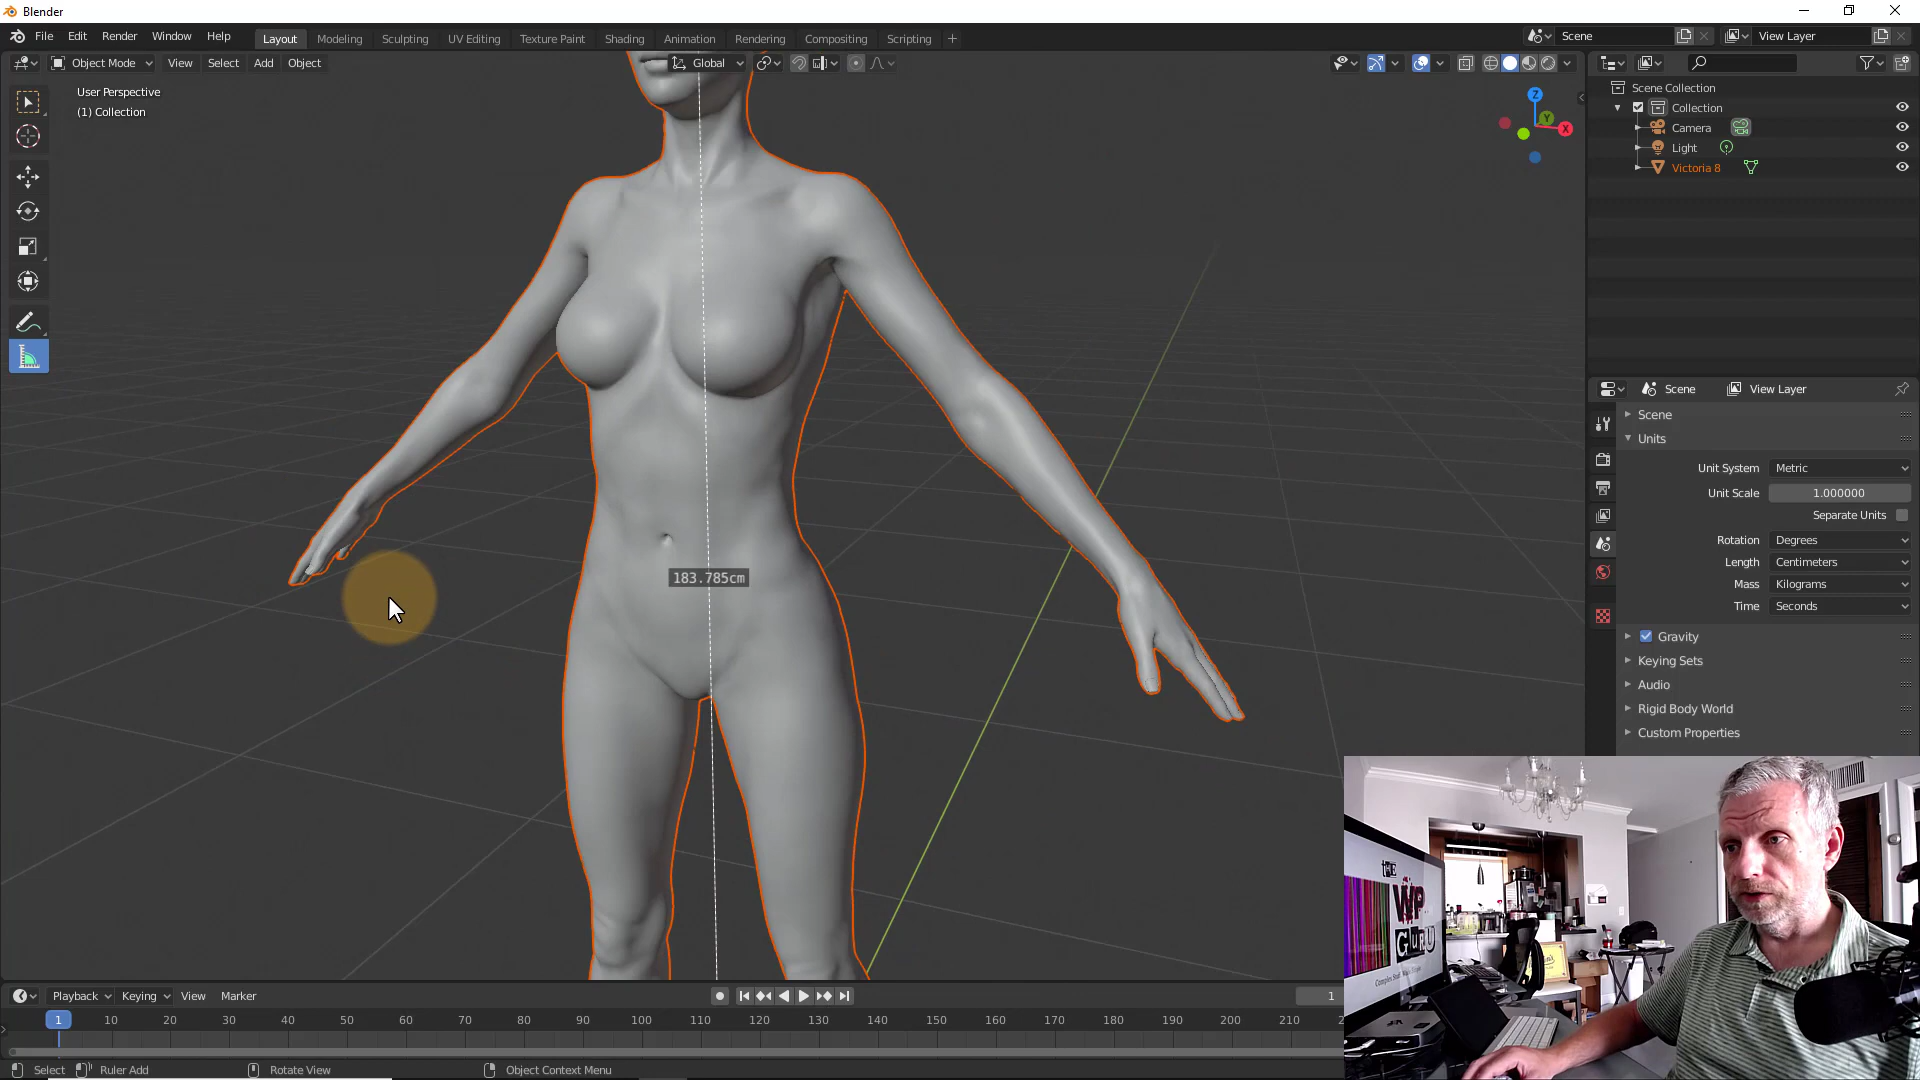 Blender
File Edit Render Window Help
Layout Modeling Sculpting UV Editing Texture Paint Shading Animation Rendering Compositing Scripting +
Scene
View Layer
Object Mode View Select Add Object
Global
User Perspective
(1) Collection
Z
Y
X
183.785cm
Scene Collection
Collection
Camera
Light
Victoria 8
Scene View Layer
Scene
Units
Unit System Metric
Unit Scale 1.000000
Separate Units
Rotation Degrees
Length Centimeters
Mass Kilograms
Time Seconds
Gravity
Keying Sets
Audio
Rigid Body World
Custom Properties
THE
WP
GURU
Playback Keying View Marker
1
1 10 20 30 40 50 60 70 80 90 100 110 120 130 140 150 160 170 180 190 200 210
Select Ruler Add Rotate View Object Context Menu